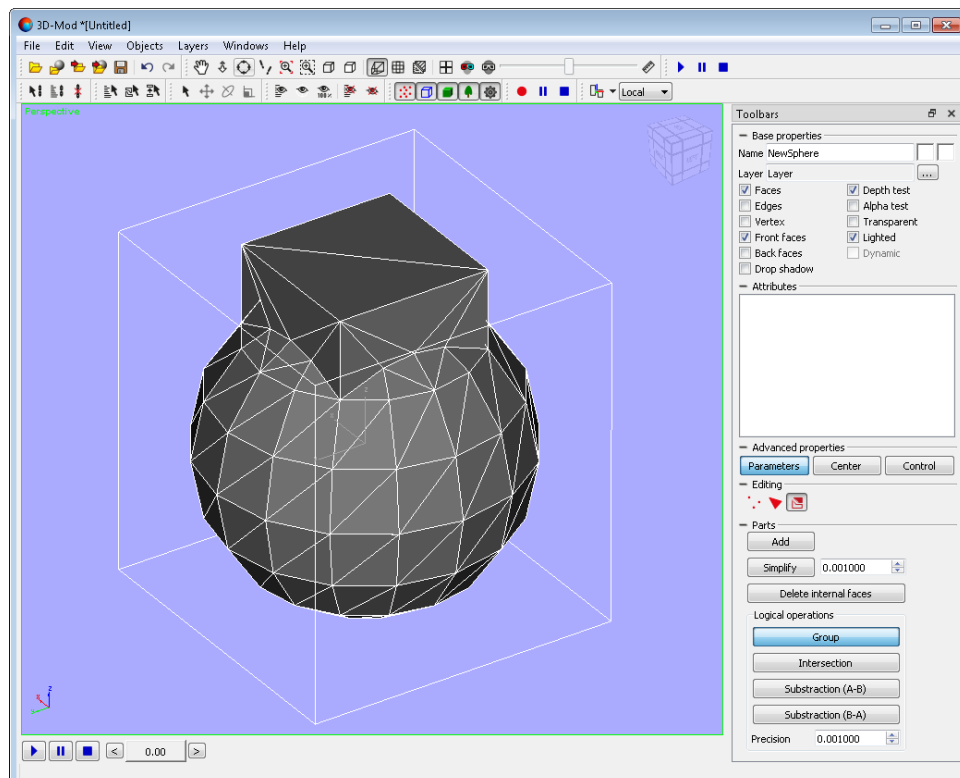 3D-Mod *[Untitled]
File Edit View Objects Layers Windows Help
100%
Local
Perspective
Toolbars
Base properties
Name NewSphere
Layer Layer ...
Faces Depth test
Edges Alpha test
Vertex Transparent
Front faces Lighted
Back faces Dynamic
Drop shadow
Attributes
Advanced properties
Parameters Center Control
Editing
Parts
Add
Simplify 0.001000
Delete internal faces
Logical operations
Group
Intersection
Substraction (A-B)
Substraction (B-A)
Precision 0.001000
z
< 0.00 >